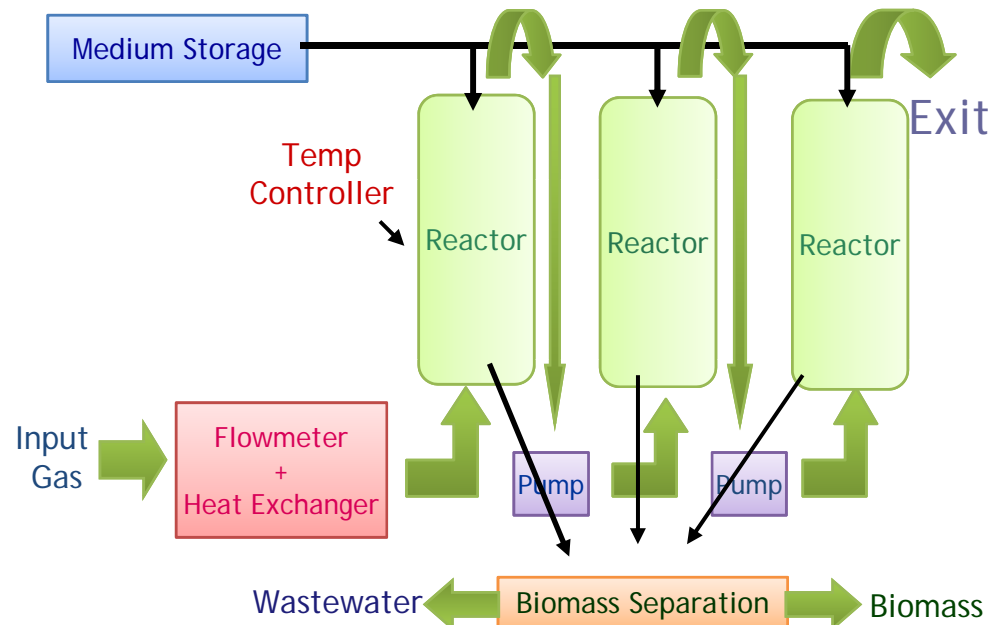 Medium Storage
Exit
Temp
Controller
Reactor
Reactor
Reactor
Input
Gas
Flowmeter
+
Heat Exchanger
Pump
Pump
Wastewater
Biomass Separation
Biomass